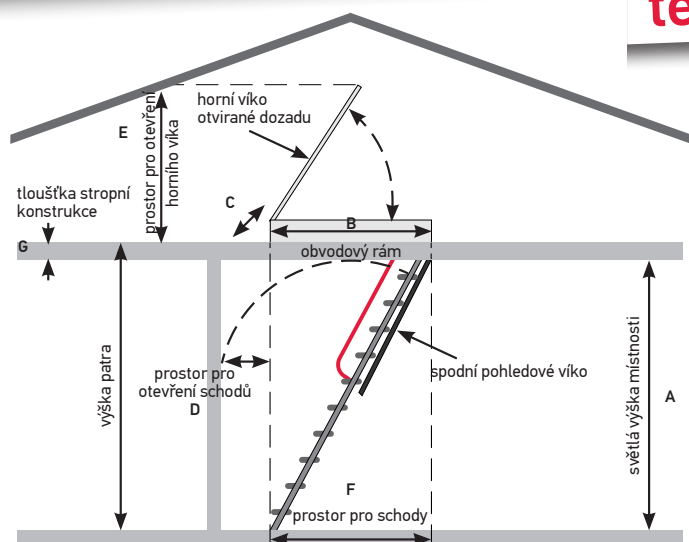 te
E
prostor pro otevření
horního víka
horní víko
otvirané dozadu
C
tloušťka stropní
konstrukce
G
B
obvodový rám
výška patra
prostor pro
otevření schodů
D
spodní pohledové víko
světlá výška místnosti
A
F
prostor pro schody